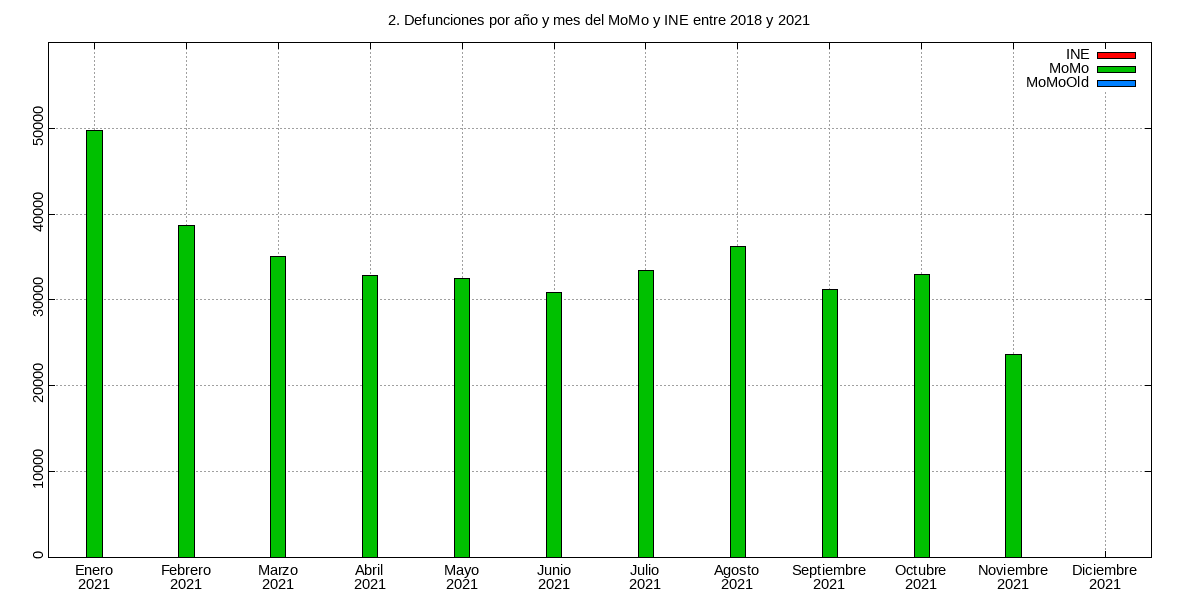 2. Defunciones por año y mes del MoMo y INE entre 2018 y 2021
INE
MoMo
MoMoOld
50000
40000
30000
20000
10000
0
Enero Febrero Marzo Abril Mayo Junio Julio Agosto Septiembre Octubre Noviembre Diciembre
2021 2021 2021 2021 2021 2021 2021 2021 2021 2021 2021 2021